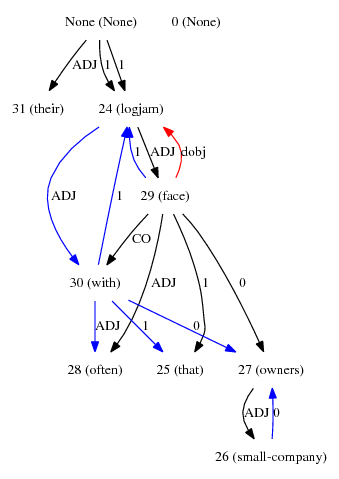 None (None) 0 (None)
ADJ 1 1
31 (their) 24 (logjam)
1 ADJ dobj
ADJ 1 29 (face)
CO
30 (with) ADJ 1 0
ADJ 1 0
28 (often) 25 (that) 27 (owners)
ADJ 0
26 (small-company)